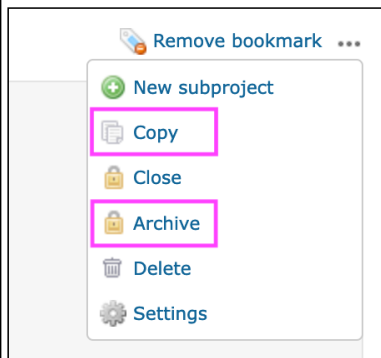 Remove bookmark •••
New subproject
Copy
Close
Archive
Delete
Settings